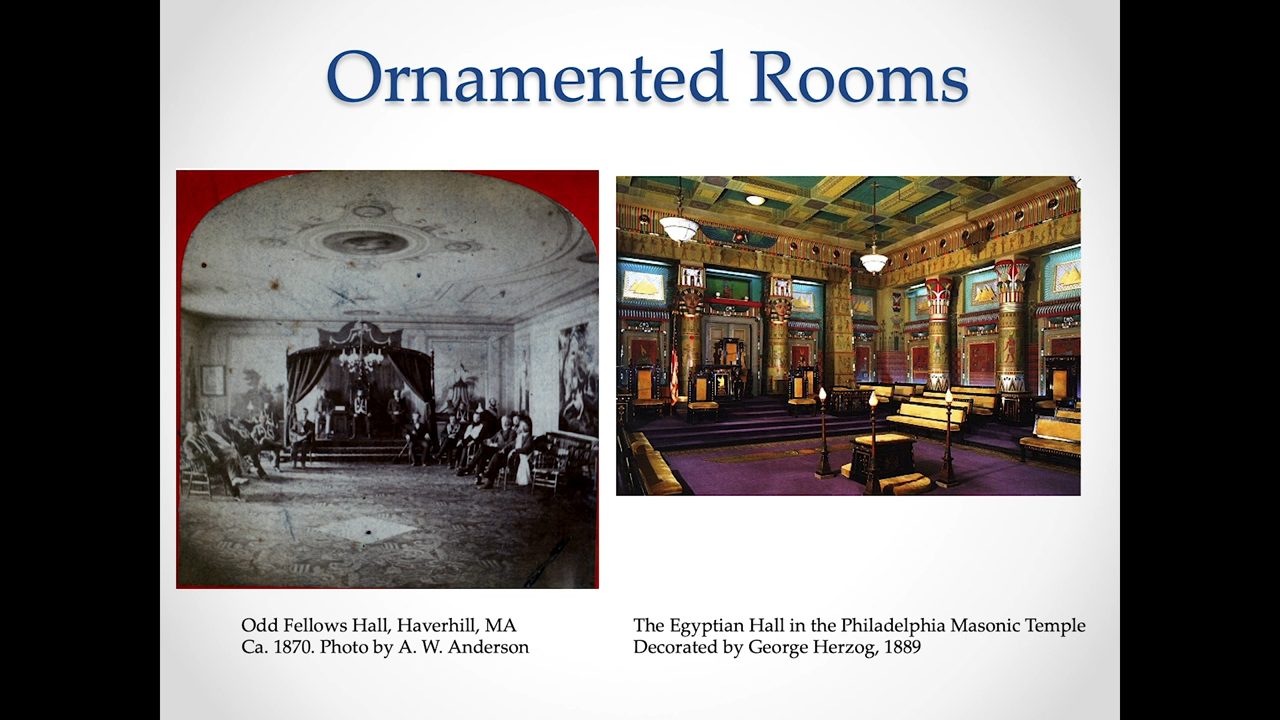 Ornamented Rooms
Odd Fellows Hall, Haverhill, MA
Ca. 1870. Photo by A. W. Anderson
The Egyptian Hall in the Philadelphia Masonic Temple
Decorated by George Herzog, 1889